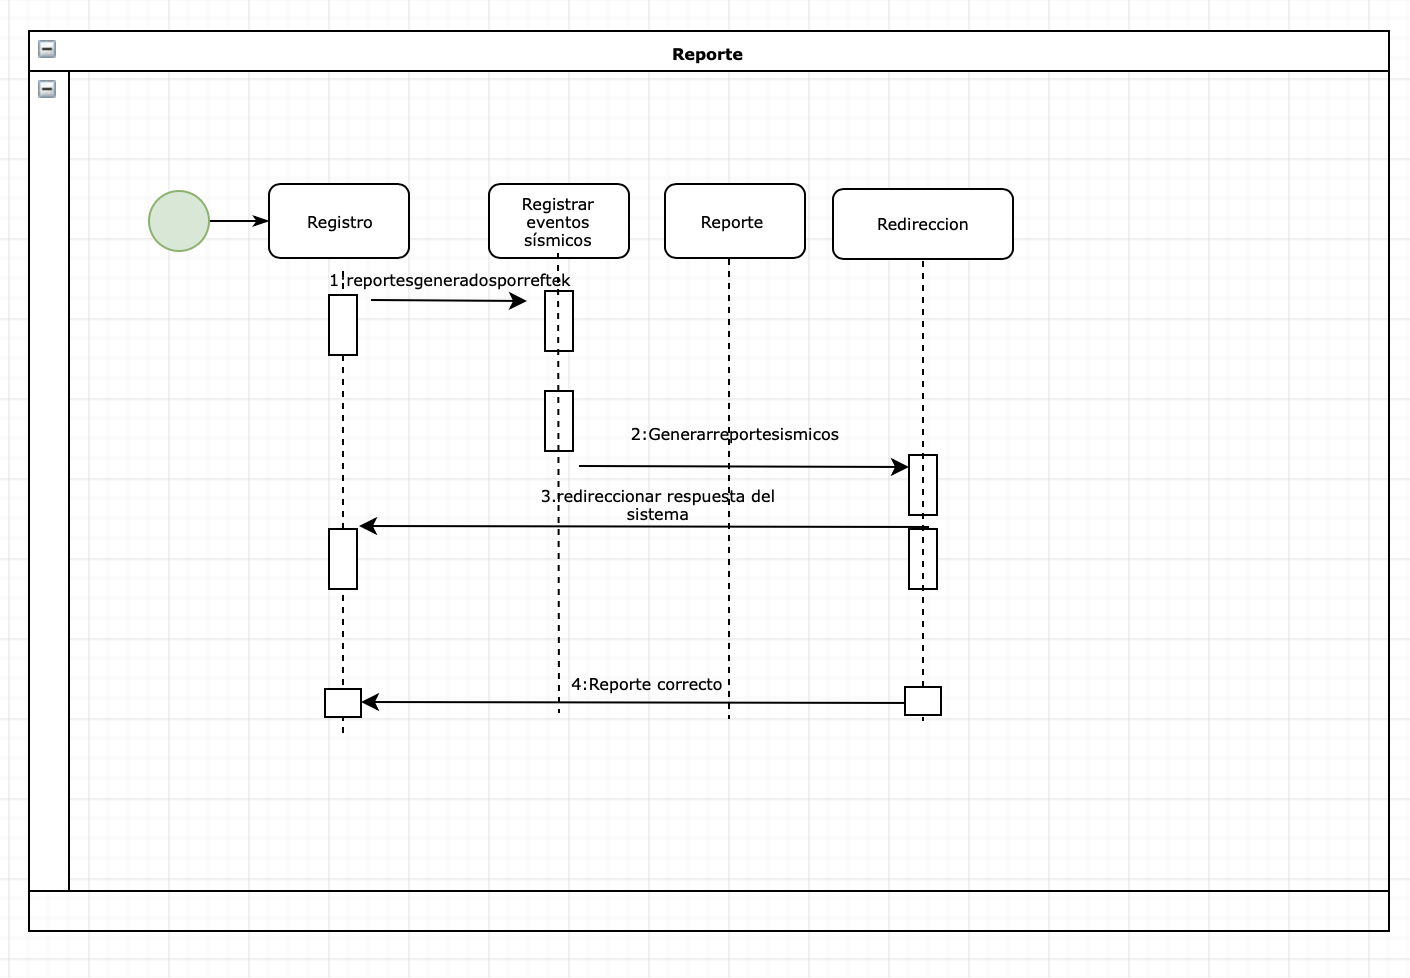 Reporte
Registro
Registrar
eventos
sísmicos
Reporte
Redireccion
1:reportesgeneradosporreftek
2:Generarreportesismicos
3.redireccionar respuesta del
sistema
4:Reporte correcto